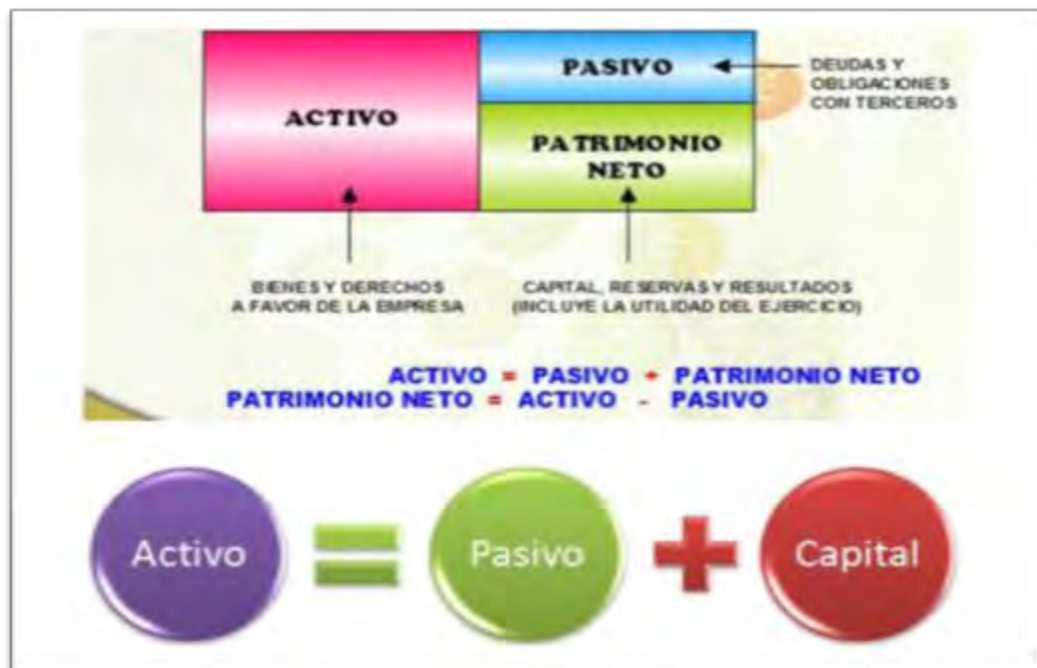 ACTIVO
PASIVO
PATRIMONIO
NETO
DEUDAS Y
OBLIGACIONES
CON TERCEROS
BIENES Y DERECHOS
A FAVOR DE LA EMPRESA
CAPITAL, RESERVAS Y RESULTADOS
(INCLUYE LA UTILIDAD DEL EJERCICIO)
ACTIVO = PASIVO + PATRIMONIO NETO
PATRIMONIO NETO = ACTIVO - PASIVO
Activo = Pasivo + Capital